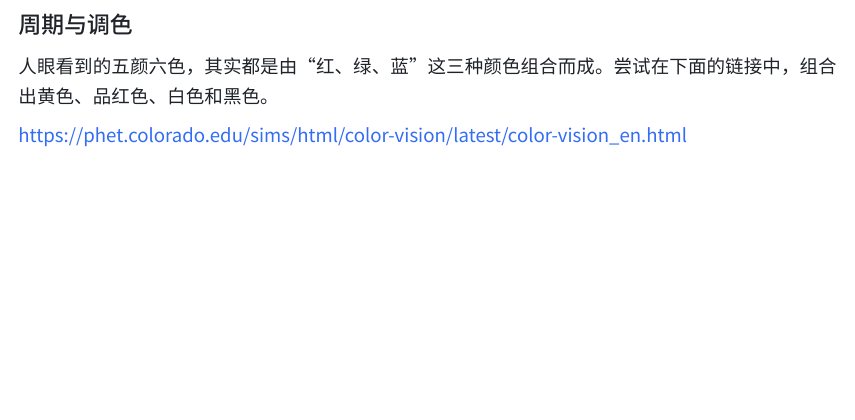 周期与调色
人眼看到的五颜六色，其实都是由“红、绿、蓝”这三种颜色组合而成。尝试在下面的链接中，组合
出黄色、品红色、白色和黑色。
https://phet.colorado.edu/sims/html/color-vision/latest/color-vision_en.html